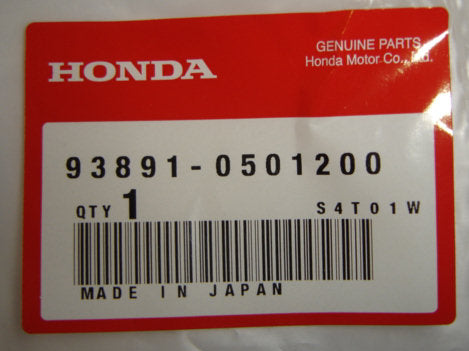 HONDA
GENUINE PARTS
Honda Motor Co., Ltd.
93891-0501200
QTY 1 S4T01W
MADE IN JAPAN